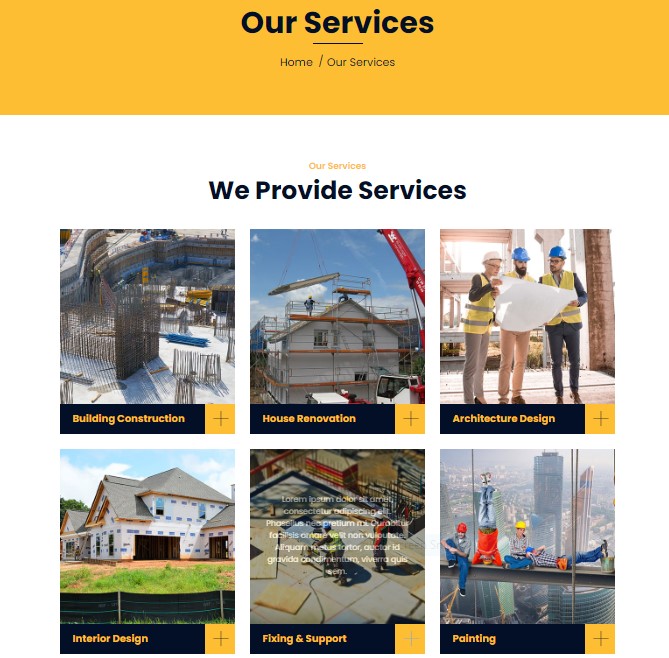 Our Services
Home / Our Services
Our Services
We Provide Services
Building Construction
House Renovation
Architecture Design
Lorem ipsum dolor sit amet,
consectetur adipiscing elit.
Phasellus nec pretium mi. Curabitur
facilisis ornare velit non vulputate.
Aliquam metus tortor, auctor id
gravida condimentum, viverra quis
sem.
Interior Design
Fixing & Support
Painting